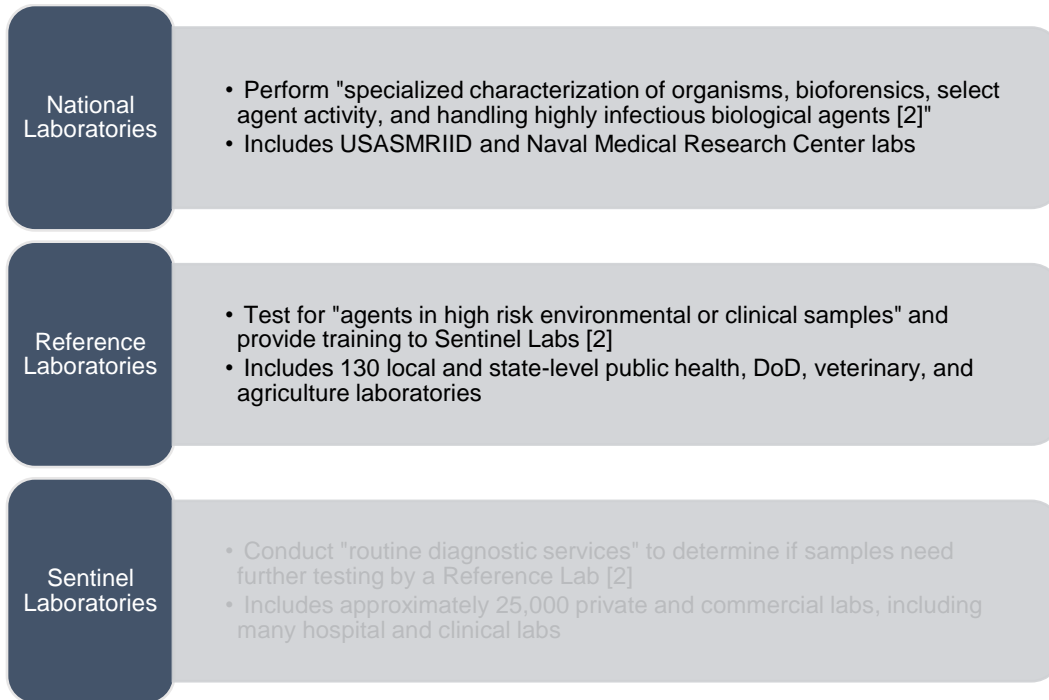 National
Laboratories
• Perform "specialized characterization of organisms, bioforensics, select
agent activity, and handling highly infectious biological agents [2]"
• Includes USASMRIID and Naval Medical Research Center labs
Reference
Laboratories
• Test for "agents in high risk environmental or clinical samples" and
provide training to Sentinel Labs [2]
• Includes 130 local and state-level public health, DoD, veterinary, and
agriculture laboratories
Sentinel
Laboratories
• Conduct "routine diagnostic services" to determine if samples need
further testing by a Reference Lab [2]
• Includes approximately 25,000 private and commercial labs, including
many hospital and clinical labs